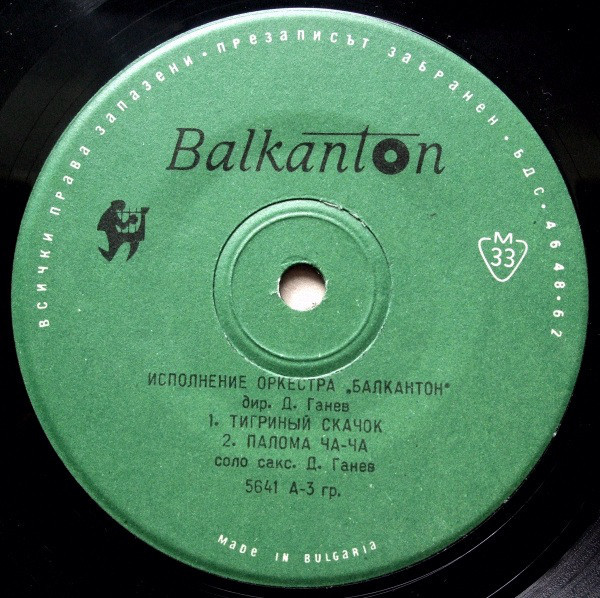 ВСИЧКИ ПРАВА ЗАПАЗЕНИ · ПРЕЗАПИСЪТ ЗАБРАНЕН · БДС · 4648·62
Balkanton
M
33
ИСПОЛНЕНИЕ ОРКЕСТРА „БАЛКАНТОН"
дир. Д. Ганев
1. ТИГРИНЫЙ СКАЧОК
2. ПАЛОМА ЧА-ЧА
соло сакс. Д. Ганев
5641 А-3 гр.
MADE IN BULGARIA